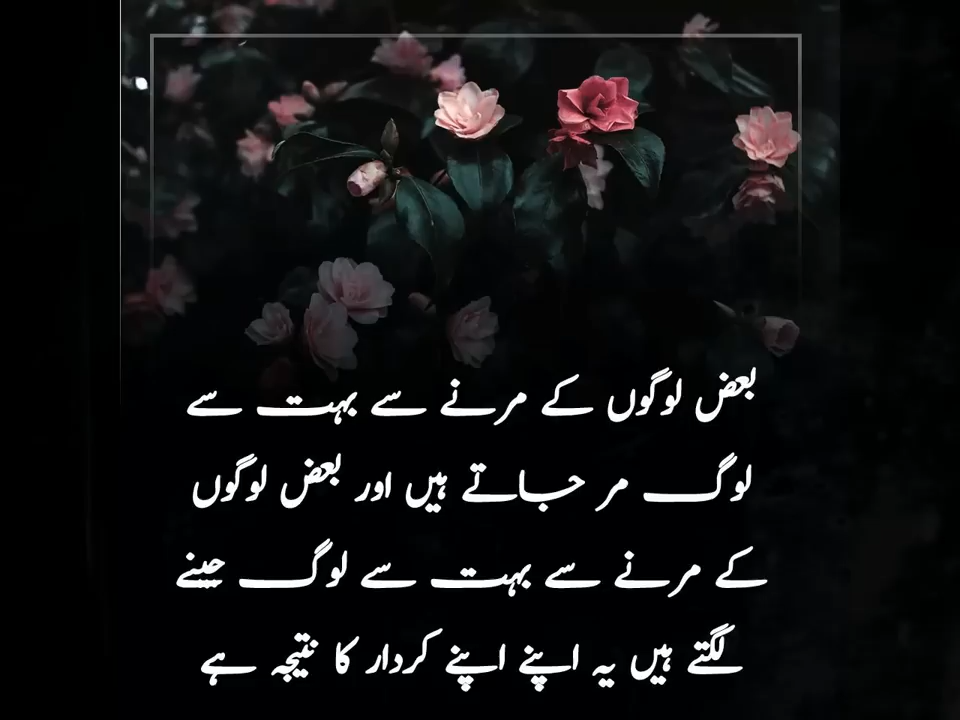 بعض لوگوں کے مرنے سے بہت سے
لوگ مر جاتے ہیں اور بعض لوگوں
کے مرنے سے بہت سے لوگ جینے
لگتے ہیں یہ اپنے اپنے کردار کا نتیجہ ہے